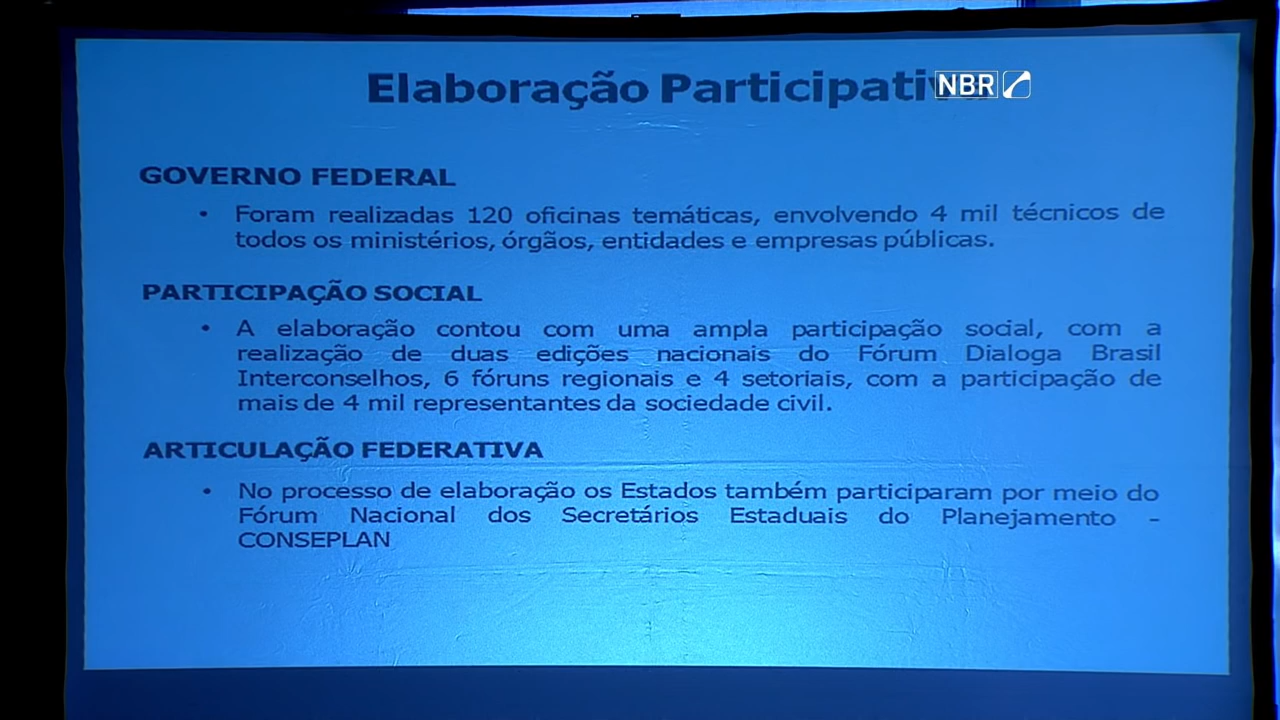 Elaboração Participativa
NBR
GOVERNO FEDERAL
• Foram realizadas 120 oficinas temáticas, envolvendo 4 mil técnicos de
todos os ministérios, órgãos, entidades e empresas públicas.
PARTICIPAÇÃO SOCIAL
• A elaboração contou com uma ampla participação social, com a
realização de duas edições nacionais do Fórum Dialoga Brasil
Interconselhos, 6 fóruns regionais e 4 setoriais, com a participação de
mais de 4 mil representantes da sociedade civil.
ARTICULAÇÃO FEDERATIVA
• No processo de elaboração os Estados também participaram por meio do
Fórum Nacional dos Secretários Estaduais do Planejamento -
CONSEPLAN